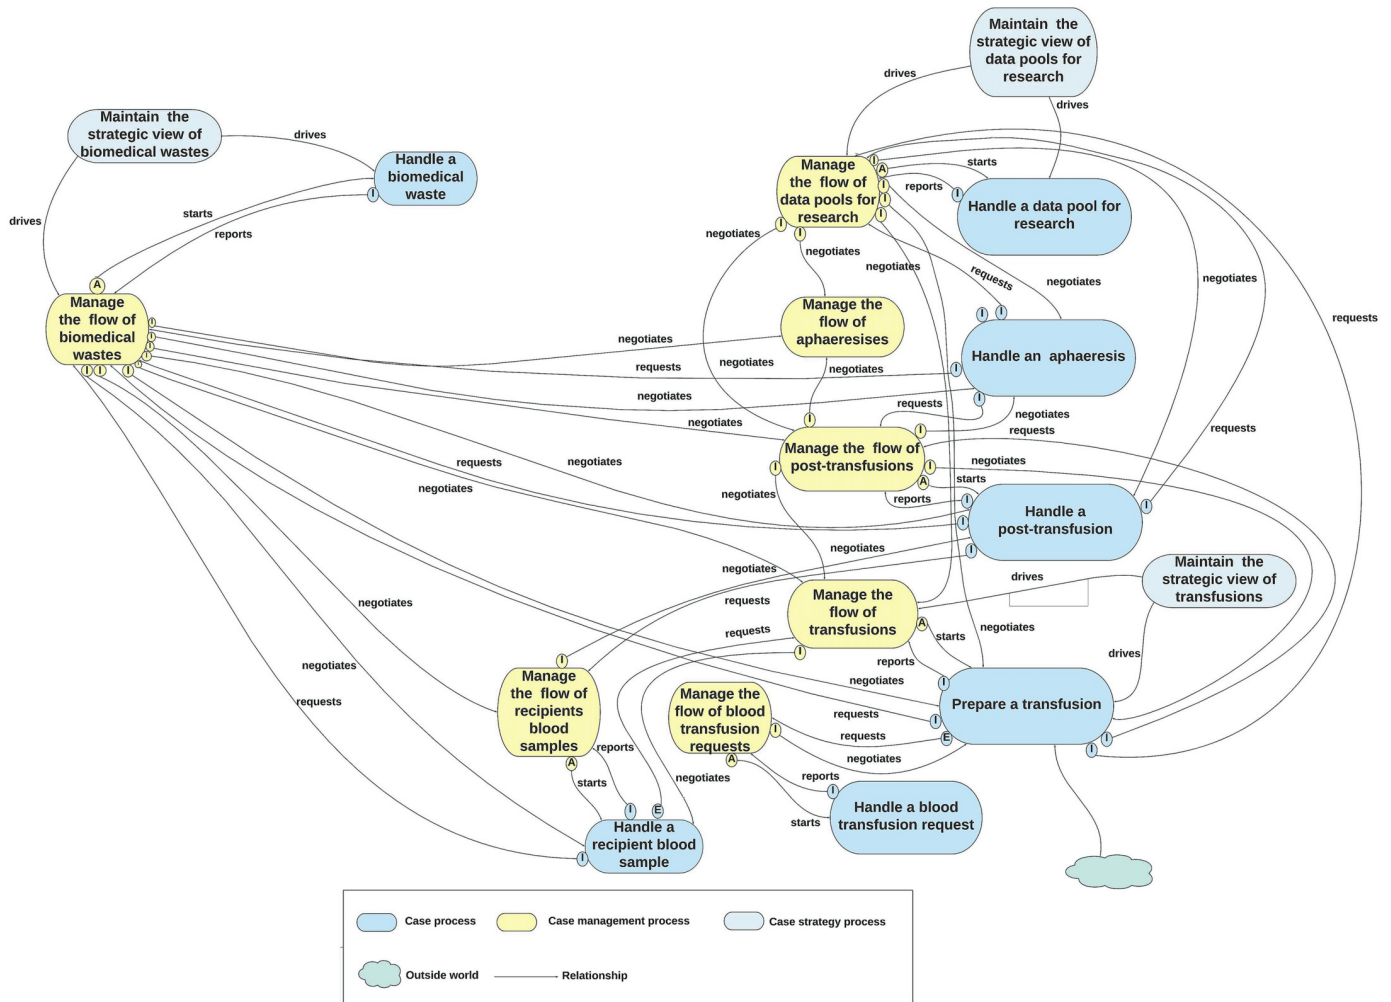 Maintain the
strategic view of
data pools for
research
drives
drives
Maintain the
strategic view of
biomedical wastes
drives
Handle a
biomedical
waste
I
drives
starts
reports
A
Manage
the flow of
biomedical
wastes
I
I
I
I
I
I
I
I
Manage
the flow of
data pools for
research
I
A
I
I
I
I
I
starts
reports
I
Handle a data pool for
research
negotiates
negotiates
negotiates
requests
negotiates
negotiates
requests
Manage the
flow of
aphaeresises
I
I
Handle an aphaeresis
I
I
negotiates
requests
negotiates
negotiates
negotiates
negotiates
requests
negotiates
requests
requests
I
I
Manage the flow of
post-transfusions
I
A
I
negotiates
starts
reports
I
requests
negotiates
negotiates
negotiates
Handle a
post-transfusion
I
I
I
negotiates
negotiates
requests
requests
drives
Maintain the
strategic view of
transfusions
Manage the
flow of
transfusions
A
I
starts
negotiates
reports
drives
negotiates
negotiates
negotiates
requests
I
Manage
the flow of
recipients
blood
samples
A
Manage the
flow of blood
transfusion
requests
I
A
requests
requests
negotiates
I
I
E
Prepare a transfusion
I
I
reports
starts
I
E
negotiates
reports
starts
I
Handle a blood
transfusion request
Handle a
recipient blood
sample
I
Case process
Case management process
Case strategy process
Outside world
Relationship